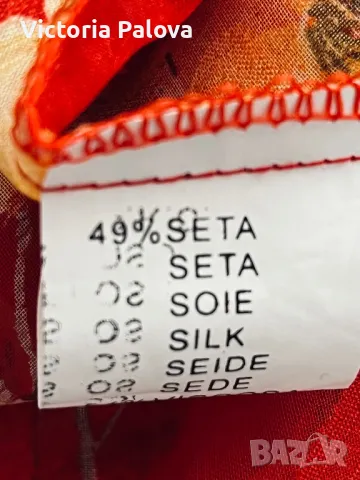 Victoria Palova
49% SETA
SETA
SOIE
SILK
SEIDE
SEDE
BAZAR